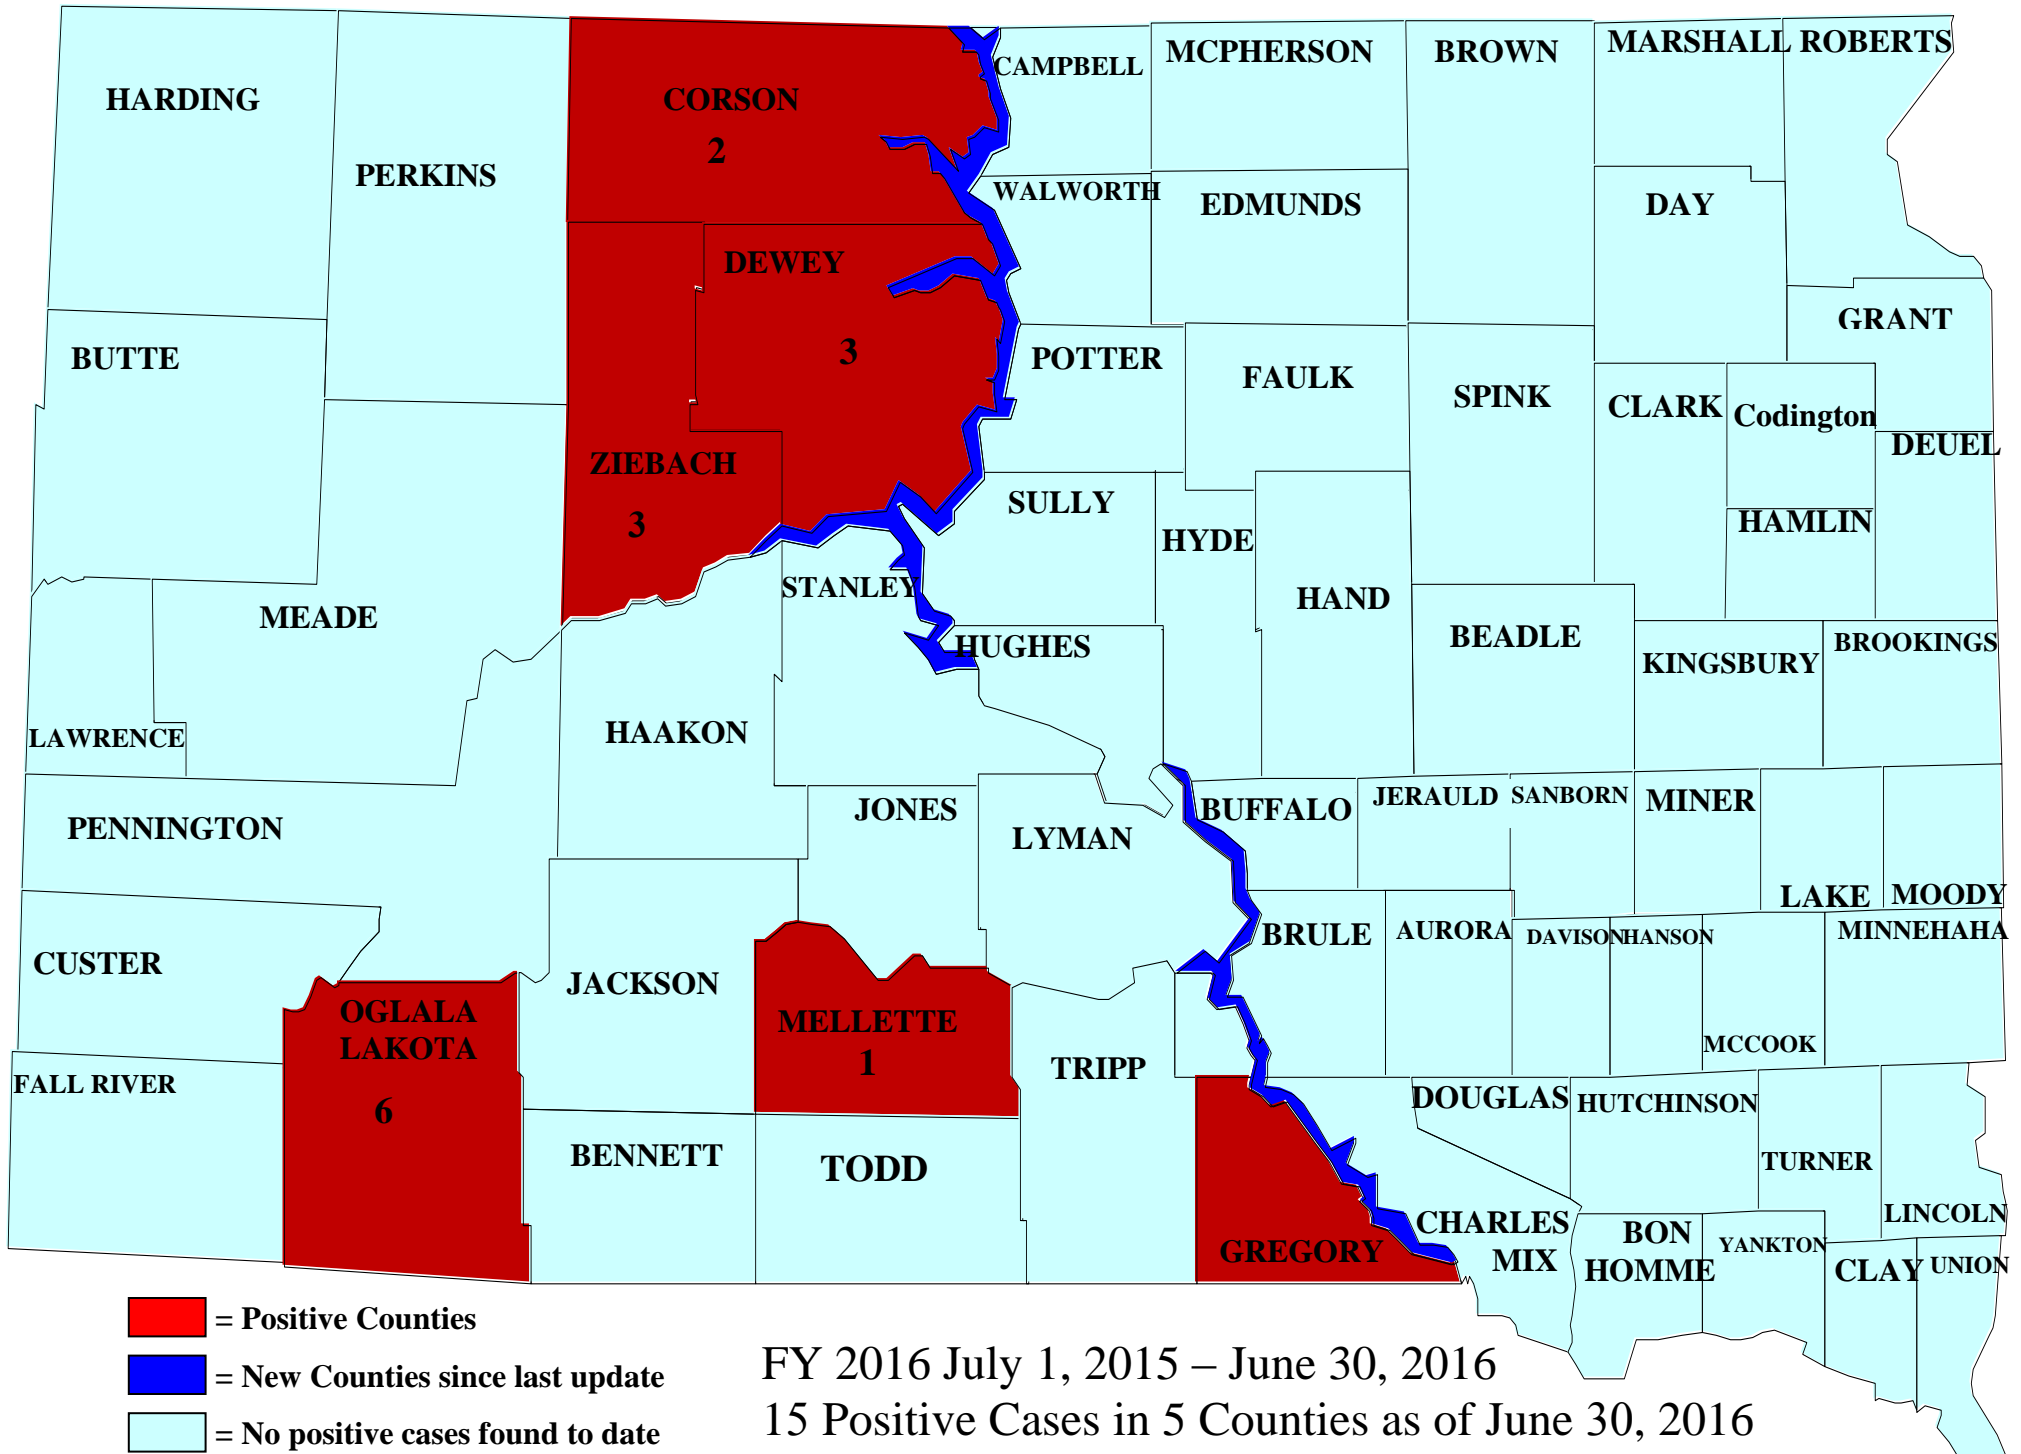 HARDING
PERKINS
CORSON
2
CAMPBELL
MCPHERSON
BROWN
MARSHALL
ROBERTS
WALWORTH
EDMUNDS
DAY
DEWEY
3
GRANT
BUTTE
POTTER
FAULK
SPINK
CLARK
Codington
DEUEL
ZIEBACH
3
SULLY
HYDE
HAMLIN
STANLEY
HAND
MEADE
HUGHES
BEADLE
KINGSBURY
BROOKINGS
LAWRENCE
HAAKON
PENNINGTON
JONES
LYMAN
BUFFALO
JERAULD
SANBORN
MINER
LAKE
MOODY
CUSTER
JACKSON
BRULE
AURORA
DAVISON
HANSON
MINNEHAHA
OGLALA
LAKOTA
6
MELLETTE
1
TRIPP
MCCOOK
FALL RIVER
DOUGLAS
HUTCHINSON
BENNETT
TODD
TURNER
GREGORY
CHARLES
MIX
BON
HOMME
YANKTON
LINCOLN
CLAY
UNION
= Positive Counties
= New Counties since last update
= No positive cases found to date
FY 2016 July 1, 2015 – June 30, 2016
15 Positive Cases in 5 Counties as of June 30, 2016